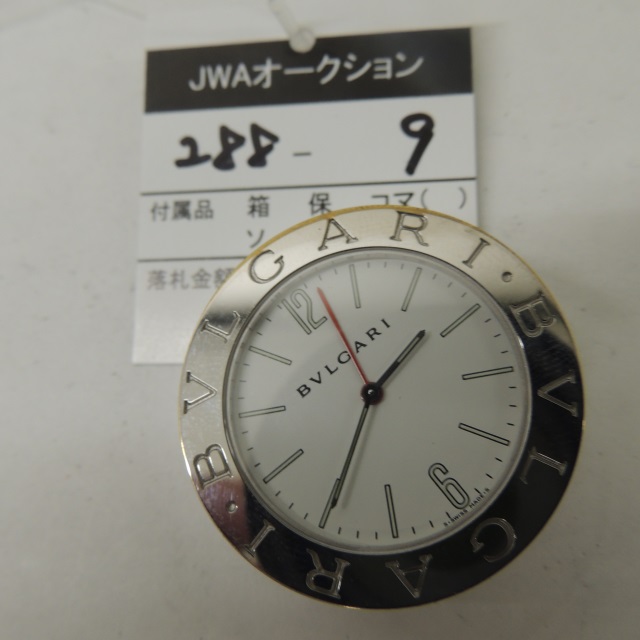 JWAオークション
288-9
付属品 箱 保 コマ( )
ソ
落札金額
BVLGARI · BVLGARI ·
12
BVLGARI
6